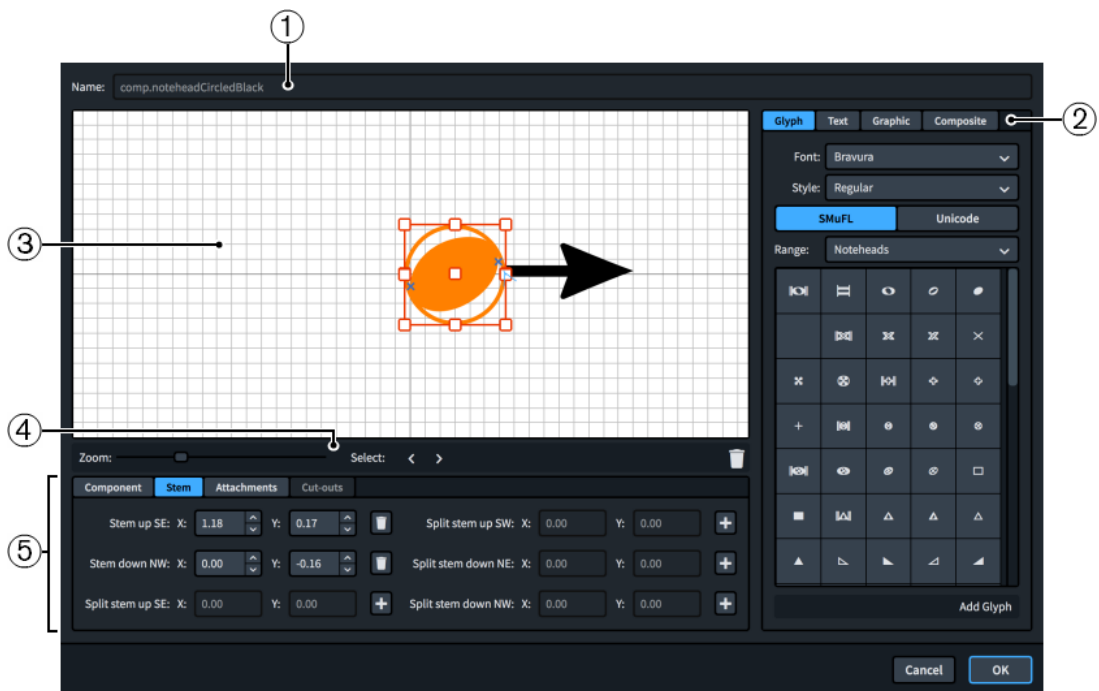 ①
Name: comp.noteheadCircledBlack
Glyph Text Graphic Composite
②
Font: Bravura
Style: Regular
SMuFL Unicode
Range: Noteheads
③
④
Zoom: Select: < >
Component Stem Attachments Cut-outs
Stem up SE: X: 1.18 Y: 0.17 Split stem up SW: X: 0.00 Y: 0.00
⑤
Stem down NW: X: 0.00 Y: -0.16 Split stem down NE: X: 0.00 Y: 0.00
Split stem up SE: X: 0.00 Y: 0.00 Split stem down NW: X: 0.00 Y: 0.00
Add Glyph
Cancel OK